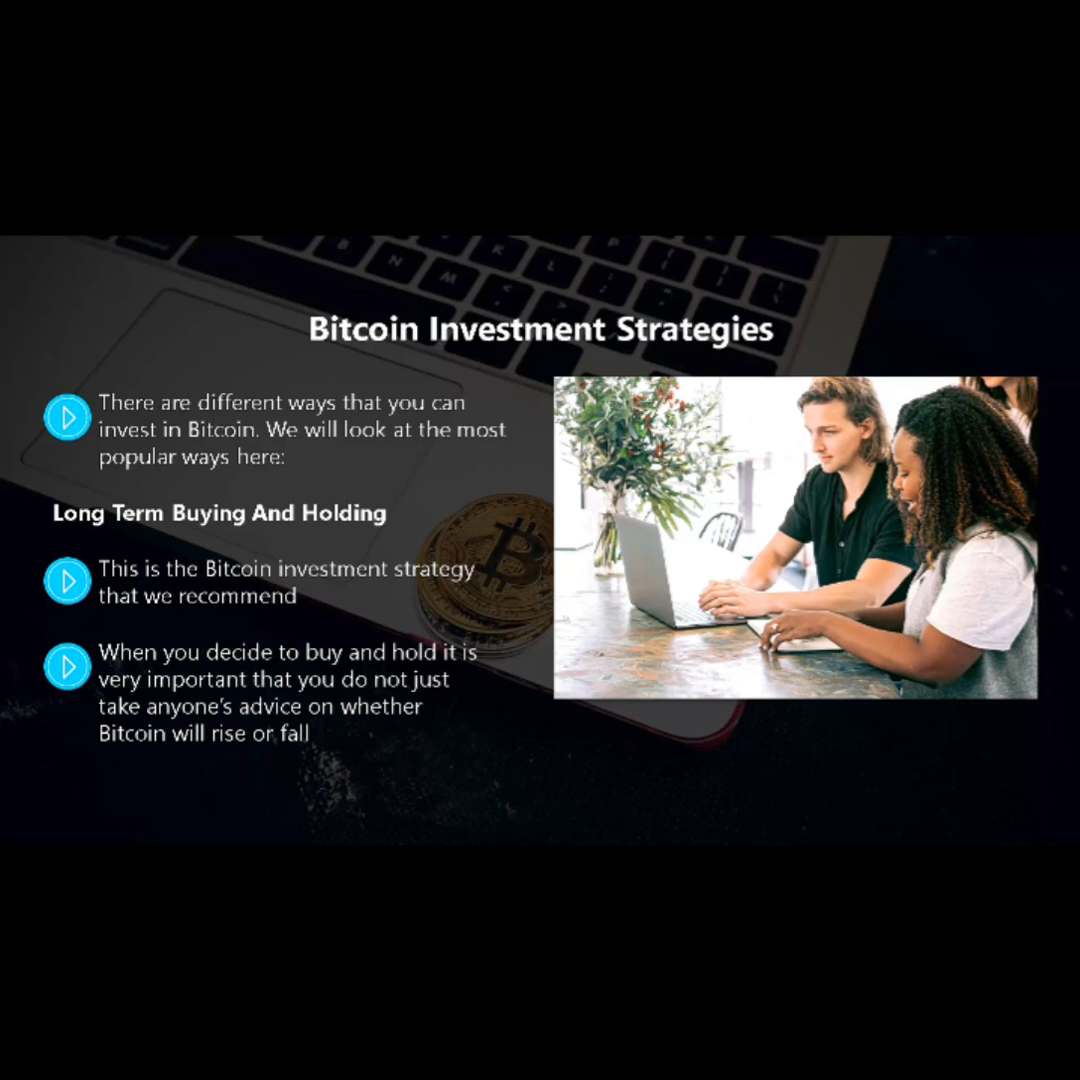 Bitcoin Investment Strategies
There are different ways that you can
invest in Bitcoin. We will look at the most
popular ways here:
Long Term Buying And Holding
This is the Bitcoin investment strategy
that we recommend
When you decide to buy and hold it is
very important that you do not just
take anyone's advice on whether
Bitcoin will rise or fall